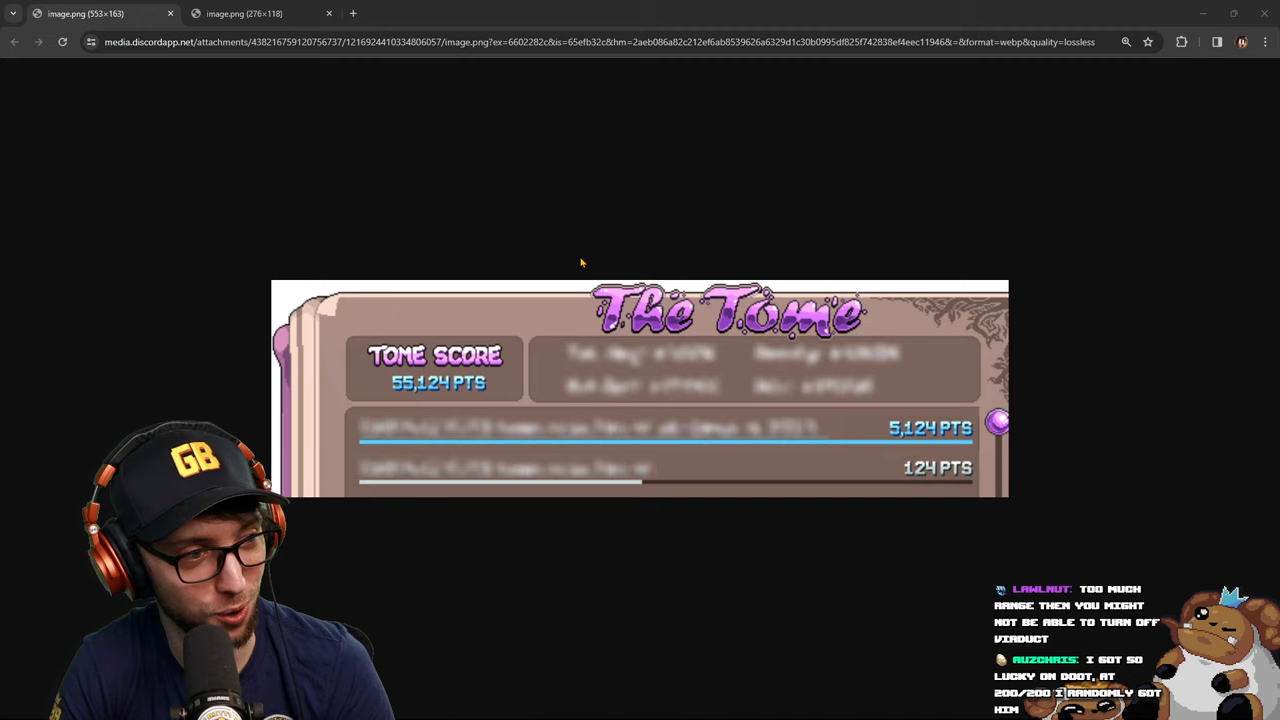 image.png (553×163)
image.png (276×118)
media.discordapp.net/attachments/438216759120756737/1216924410334806057/image.png?ex=6602282c&is=65efb32c&hm=2aeb086a82c212ef6ab8539626a6329d1c30b0995df825f742838ef4eec11946&=&format=webp&quality=lossless
The Tome
TOME SCORE
55,124 PTS
5,124 PTS
124 PTS
GB
LAWLNUT: TOO MUCH
RANGE THEN YOU MIGHT
NOT BE ABLE TO TURN OFF
VIADUCT
AUZCHRIS: I GOT SO
LUCKY ON DOOT, AT
200/200 I RANDOMLY GOT
HIM